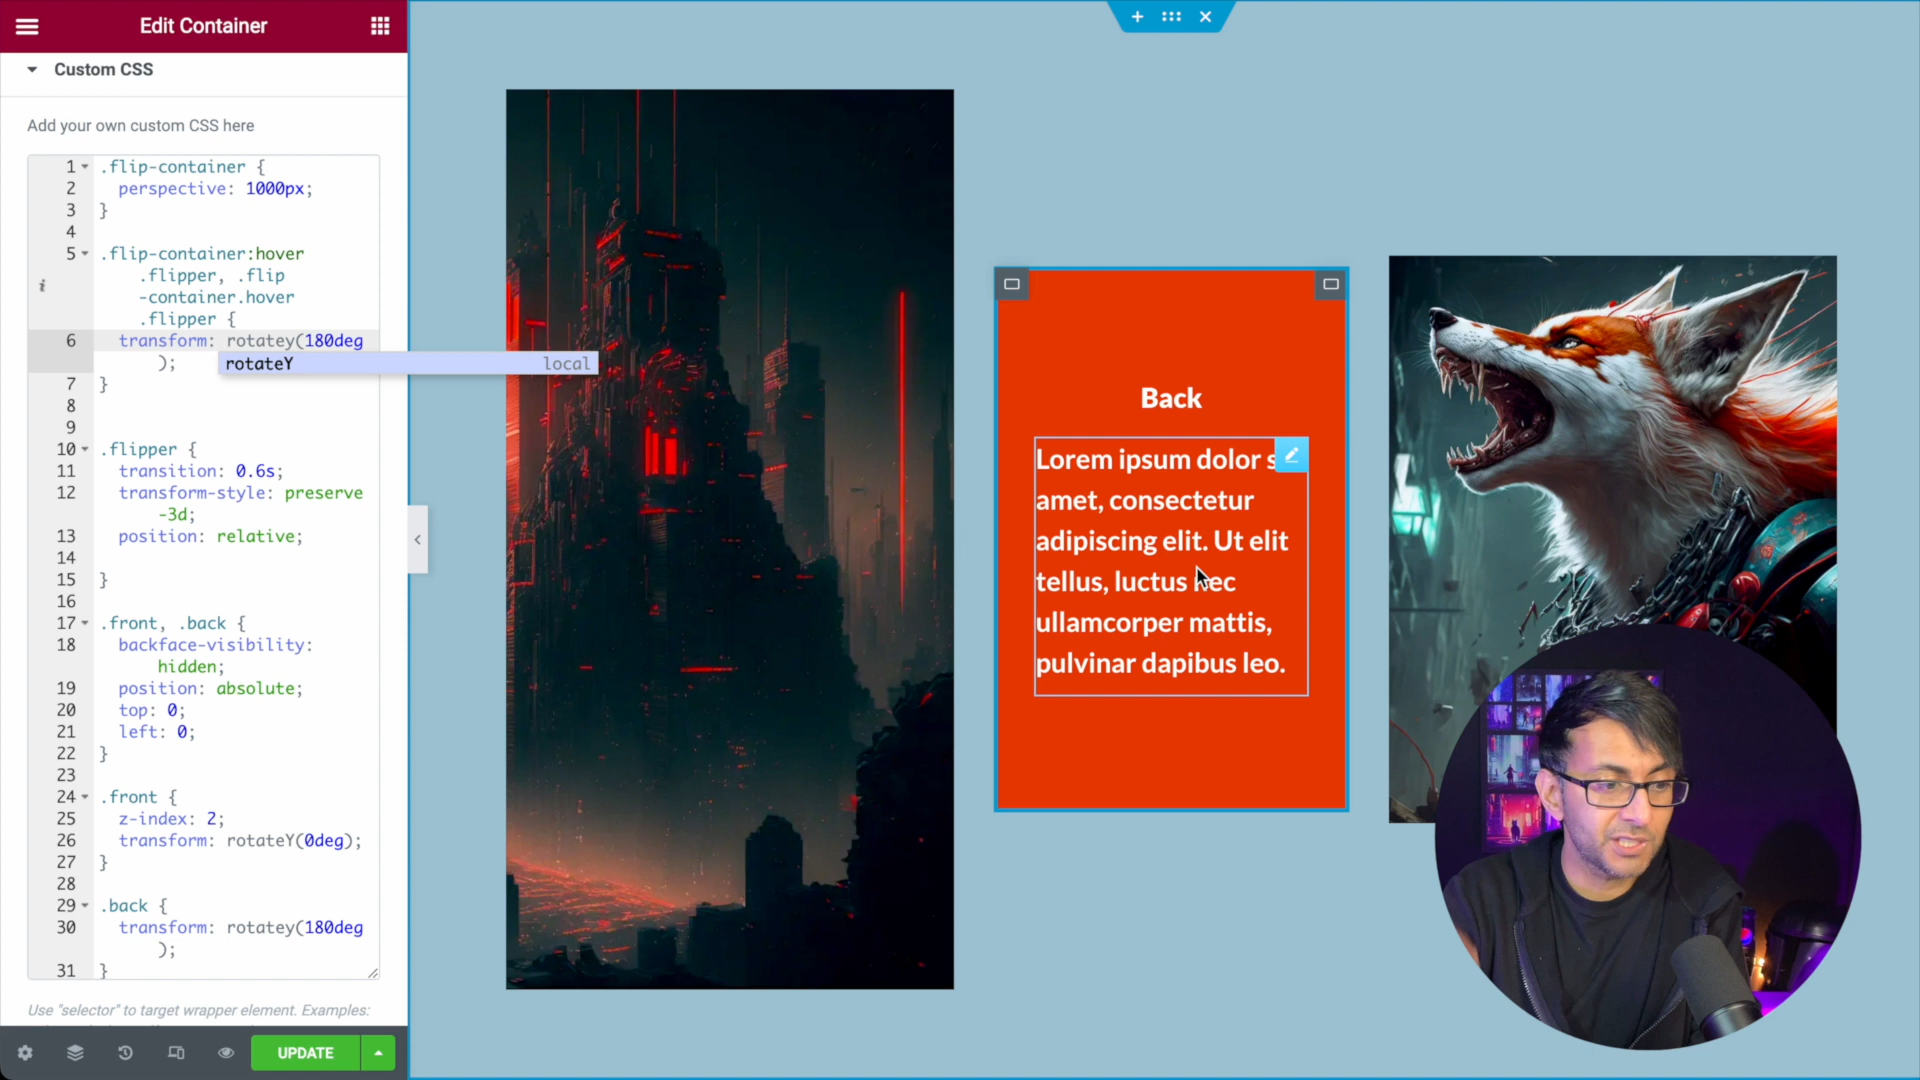 Edit Container
Custom CSS
Add your own custom CSS here
1 .flip-container {
2 perspective: 1000px;
3 }
4
5 .flip-container:hover
.flipper, .flip
-container.hover
.flipper {
6 transform: rotatey(180deg
);
rotateY local
7 }
8
9
10 .flipper {
11 transition: 0.6s;
12 transform-style: preserve
-3d;
13 position: relative;
14
15 }
16
17 .front, .back {
18 backface-visibility:
hidden;
19 position: absolute;
20 top: 0;
21 left: 0;
22 }
23
24 .front {
25 z-index: 2;
26 transform: rotateY(0deg);
27 }
28
29 .back {
30 transform: rotatey(180deg
);
31 }
Use "selector" to target wrapper element. Examples:
UPDATE
Back
Lorem ipsum dolor s
amet, consectetur
adipiscing elit. Ut elit
tellus, luctus nec
ullamcorper mattis,
pulvinar dapibus leo.